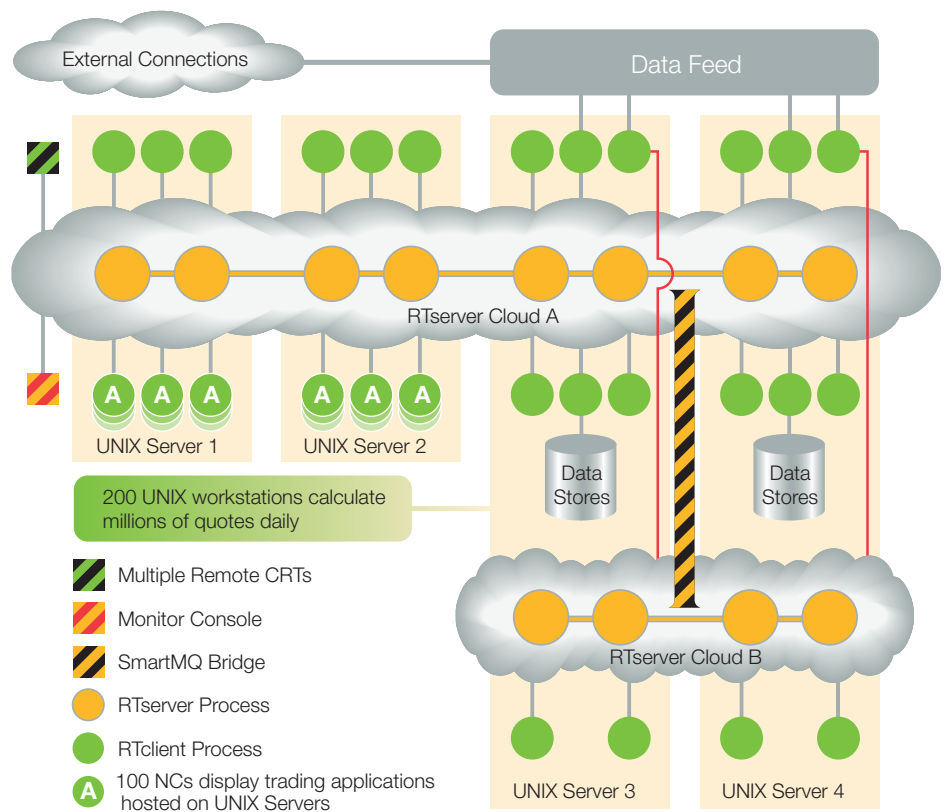 External Connections
Data Feed
RTserver Cloud A
A
A
A
A
A
A
UNIX Server 1
UNIX Server 2
Data
Stores
Data
Stores
200 UNIX workstations calculate
millions of quotes daily
Multiple Remote CRTs
Monitor Console
SmartMQ Bridge
RTserver Process
RTclient Process
A
100 NCs display trading applications
hosted on UNIX Servers
RTserver Cloud B
UNIX Server 3
UNIX Server 4